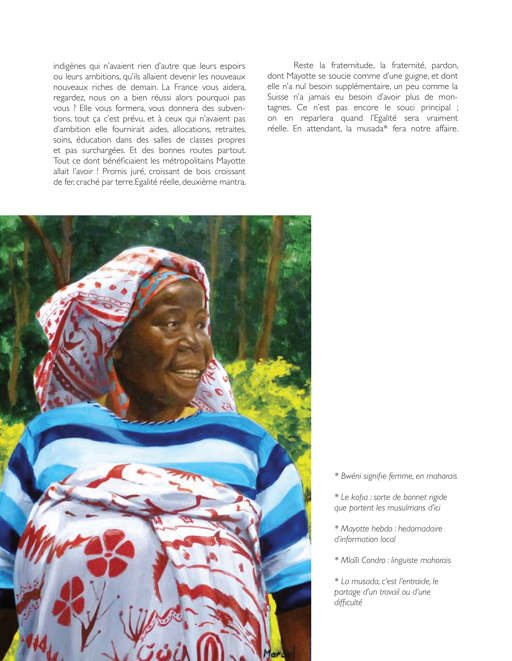 indigènes qui n'avaient rien d'autre que leurs espoirs
ou leurs ambitions, qu'ils allaient devenir les nouveaux
nouveaux riches de demain. La France vous aidera,
regardez, nous on a bien réussi alors pourquoi pas
vous ? Elle vous formera, vous donnera des subven-
tions, tout ça c'est prévu, et à ceux qui n'avaient pas
d'ambition elle fournirait aides, allocations, retraites,
soins, éducation dans des salles de classes propres
et pas surchargées. Et des bonnes routes partout.
Tout ce dont bénéficiaient les métropolitains Mayotte
allait l'avoir ! Promis juré, croissant de bois croissant
de fer, craché par terre.Egalité réelle, deuxième mantra.
Reste la fraternitude, la fraternité, pardon,
dont Mayotte se soucie comme d'une guigne, et dont
elle n'a nul besoin supplémentaire, un peu comme la
Suisse n'a jamais eu besoin d'avoir plus de mon-
tagnes. Ce n'est pas encore le souci principal ;
on en reparlera quand l'Egalité sera vraiment
réelle. En attendant, la musada* fera notre affaire.
* Bwéni signifie femme, en mahorais
* Le kofia : sorte de bonnet rigide
que portent les musulmans d'ici
* Mayotte hebdo : hedomadaire
d'information local
* Mlaïli Condro : linguiste mahorais
* La musada, c'est l'entraide, le
partage d'un travail ou d'une
difficulté